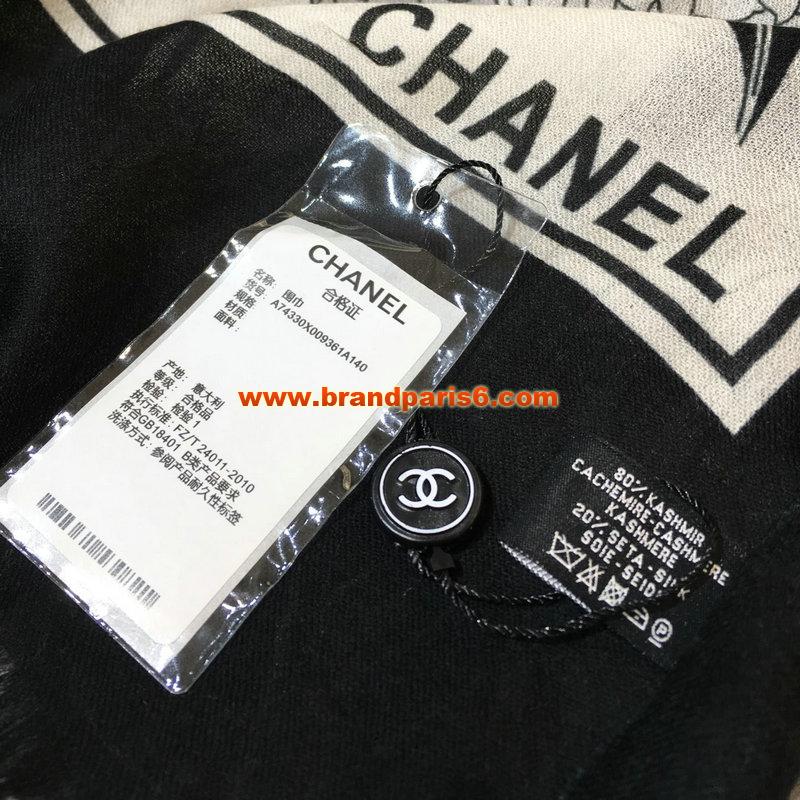 CHANEL
CHANEL
合格证
名称: 围巾
货号: A74330X009361A140
规格:
材质:
面料:
产地: 意大利
等级: 合格品
检验: 检验1
执行标准: FZ/T 24011-2010
符合GB18401 B类产品要求
洗涤方式: 参阅产品耐久性标签
www.brandparis6.com
80%KASHMIR
CACHEMIRE-CASHMERE
KASHMERE
20% SETA-SILK
SOIE-SEIDE
P